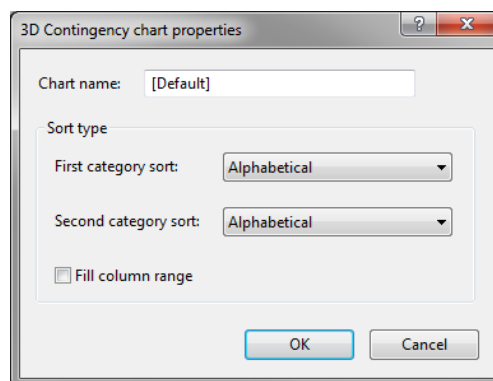 3D Contingency chart properties
Chart name: [Default]
Sort type
First category sort: Alphabetical
Second category sort: Alphabetical
Fill column range
OK Cancel